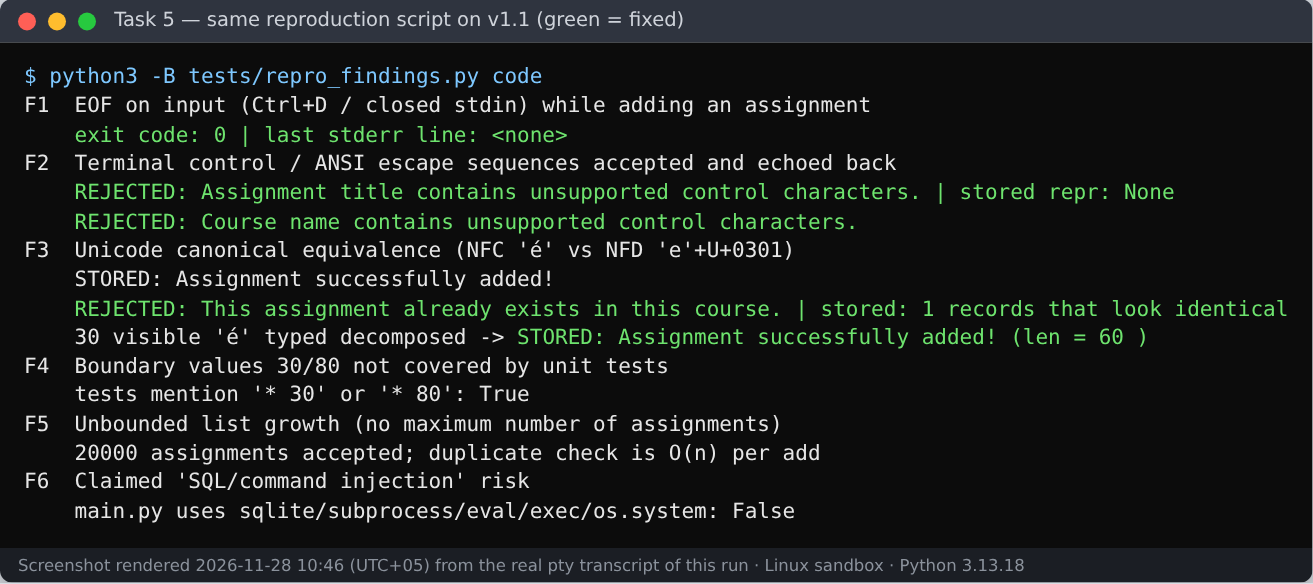 Task 5 — same reproduction script on v1.1 (green = fixed)
$ python3 -B tests/repro_findings.py code
F1  EOF on input (Ctrl+D / closed stdin) while adding an assignment
    exit code: 0 | last stderr line: <none>
F2  Terminal control / ANSI escape sequences accepted and echoed back
    REJECTED: Assignment title contains unsupported control characters. | stored repr: None
    REJECTED: Course name contains unsupported control characters.
F3  Unicode canonical equivalence (NFC 'é' vs NFD 'e'+U+0301)
    STORED: Assignment successfully added!
    REJECTED: This assignment already exists in this course. | stored: 1 records that look identical
    30 visible 'é' typed decomposed -> STORED: Assignment successfully added! (len = 60 )
F4  Boundary values 30/80 not covered by unit tests
    tests mention '* 30' or '* 80': True
F5  Unbounded list growth (no maximum number of assignments)
    20000 assignments accepted; duplicate check is O(n) per add
F6  Claimed 'SQL/command injection' risk
    main.py uses sqlite/subprocess/eval/exec/os.system: False
Screenshot rendered 2026-11-28 10:46 (UTC+05) from the real pty transcript of this run · Linux sandbox · Python 3.13.18